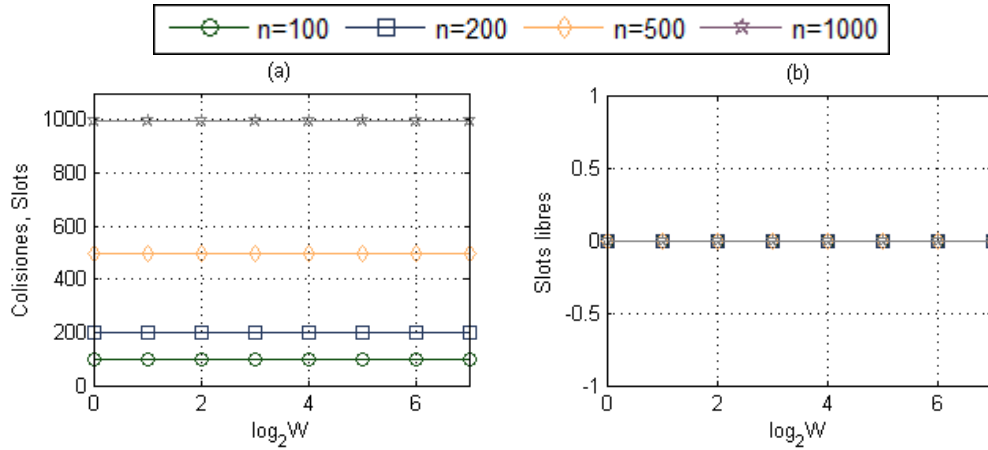 n=100 n=200 n=500 n=1000
(a)
(b)
Colisiones, Slots
1000
800
600
400
200
0
0 2 4 6
log2W
Slots libres
1
0.5
0
-0.5
-1
0 2 4 6
log2W